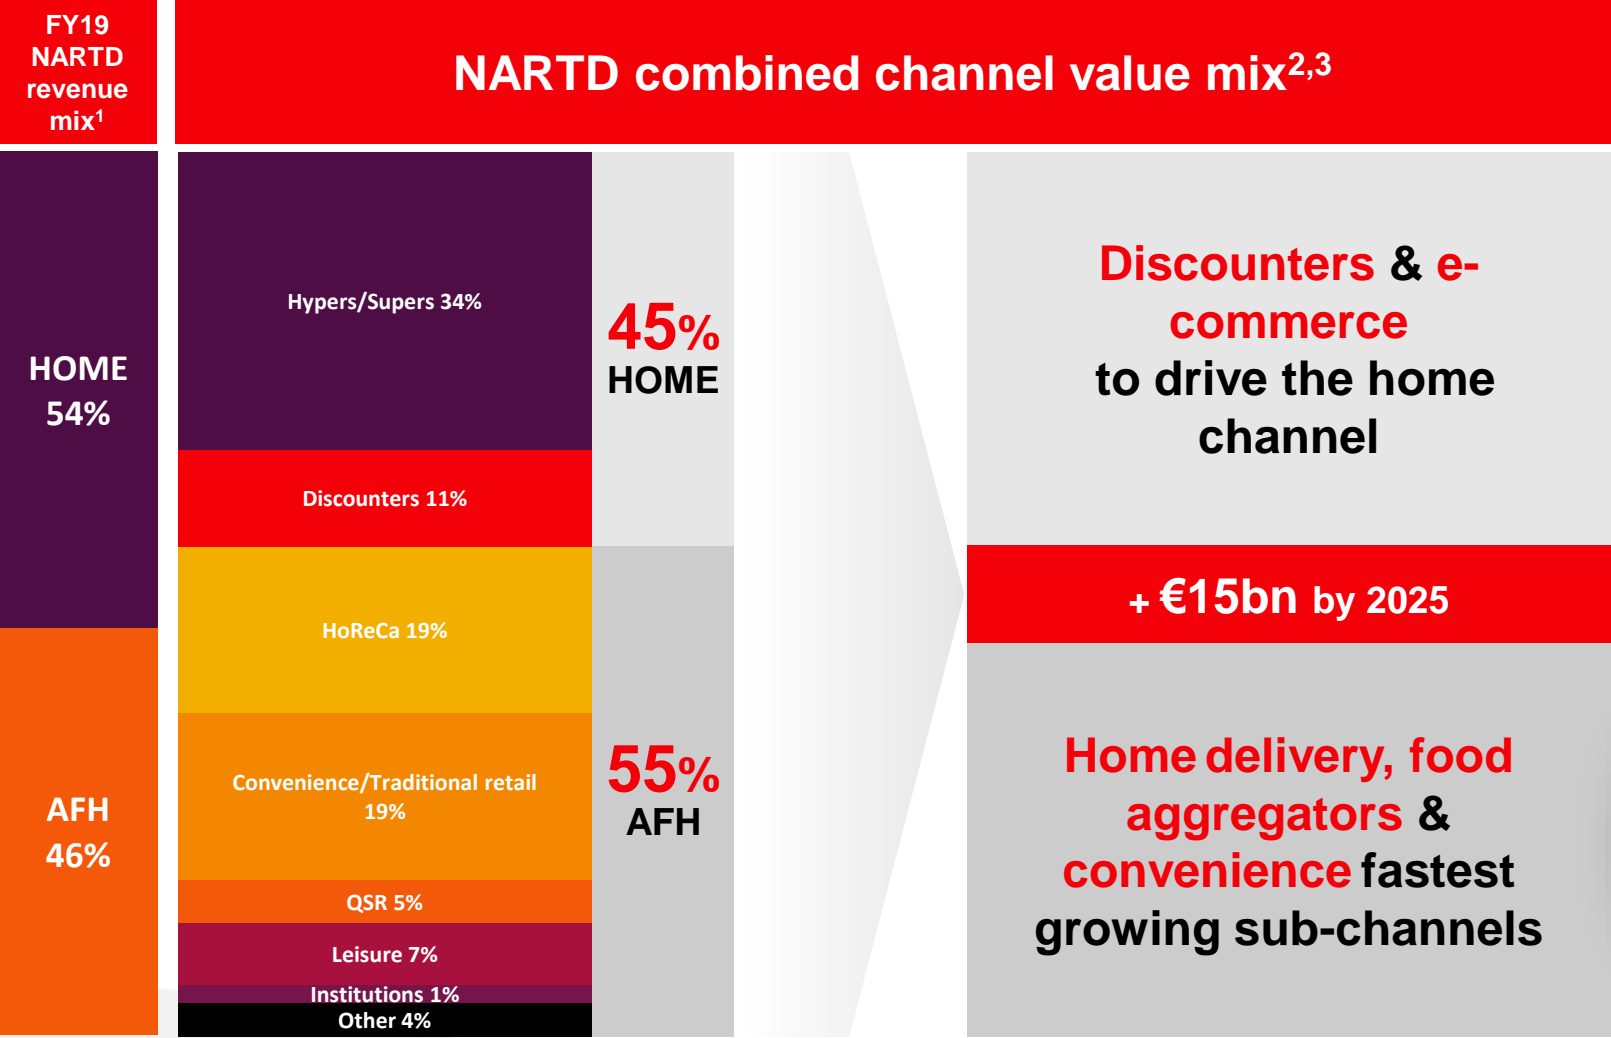 FY19
NARTD
revenue
mix¹
NARTD combined channel value mix²,³
HOME
54%
AFH
46%
Hypers/Supers 34%
Discounters 11%
HoReCa 19%
Convenience/Traditional retail
19%
QSR 5%
Leisure 7%
Institutions 1%
Other 4%
45%
HOME
55%
AFH
Discounters & e-
commerce
to drive the home
channel
+ €15bn by 2025
Home delivery, food
aggregators &
convenience fastest
growing sub-channels